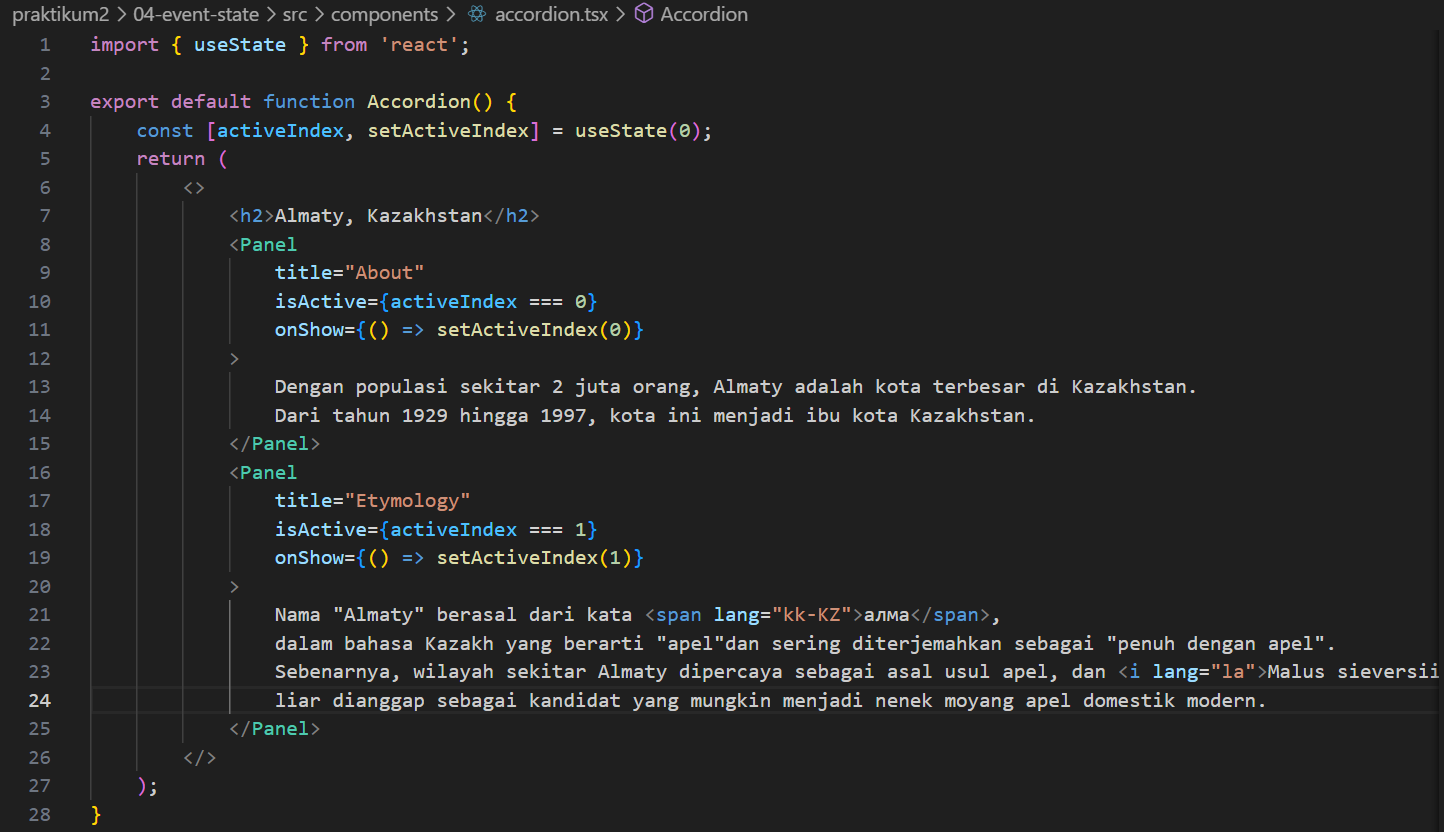 praktikum2 > 04-event-state > src > components > accordion.tsx > Accordion
1 import { useState } from 'react';
2
3 export default function Accordion() {
4     const [activeIndex, setActiveIndex] = useState(0);
5     return (
6         <>
7             <h2>Almaty, Kazakhstan</h2>
8             <Panel
9                 title="About"
10                 isActive={activeIndex === 0}
11                 onShow={() => setActiveIndex(0)}
12             >
13                 Dengan populasi sekitar 2 juta orang, Almaty adalah kota terbesar di Kazakhstan.
14                 Dari tahun 1929 hingga 1997, kota ini menjadi ibu kota Kazakhstan.
15             </Panel>
16             <Panel
17                 title="Etymology"
18                 isActive={activeIndex === 1}
19                 onShow={() => setActiveIndex(1)}
20             >
21                 Nama "Almaty" berasal dari kata <span lang="kk-KZ">алма</span>,
22                 dalam bahasa Kazakh yang berarti "apel"dan sering diterjemahkan sebagai "penuh dengan apel".
23                 Sebenarnya, wilayah sekitar Almaty dipercaya sebagai asal usul apel, dan <i lang="la">Malus sieversii
24                 liar dianggap sebagai kandidat yang mungkin menjadi nenek moyang apel domestik modern.
25             </Panel>
26         </>
27     );
28 }